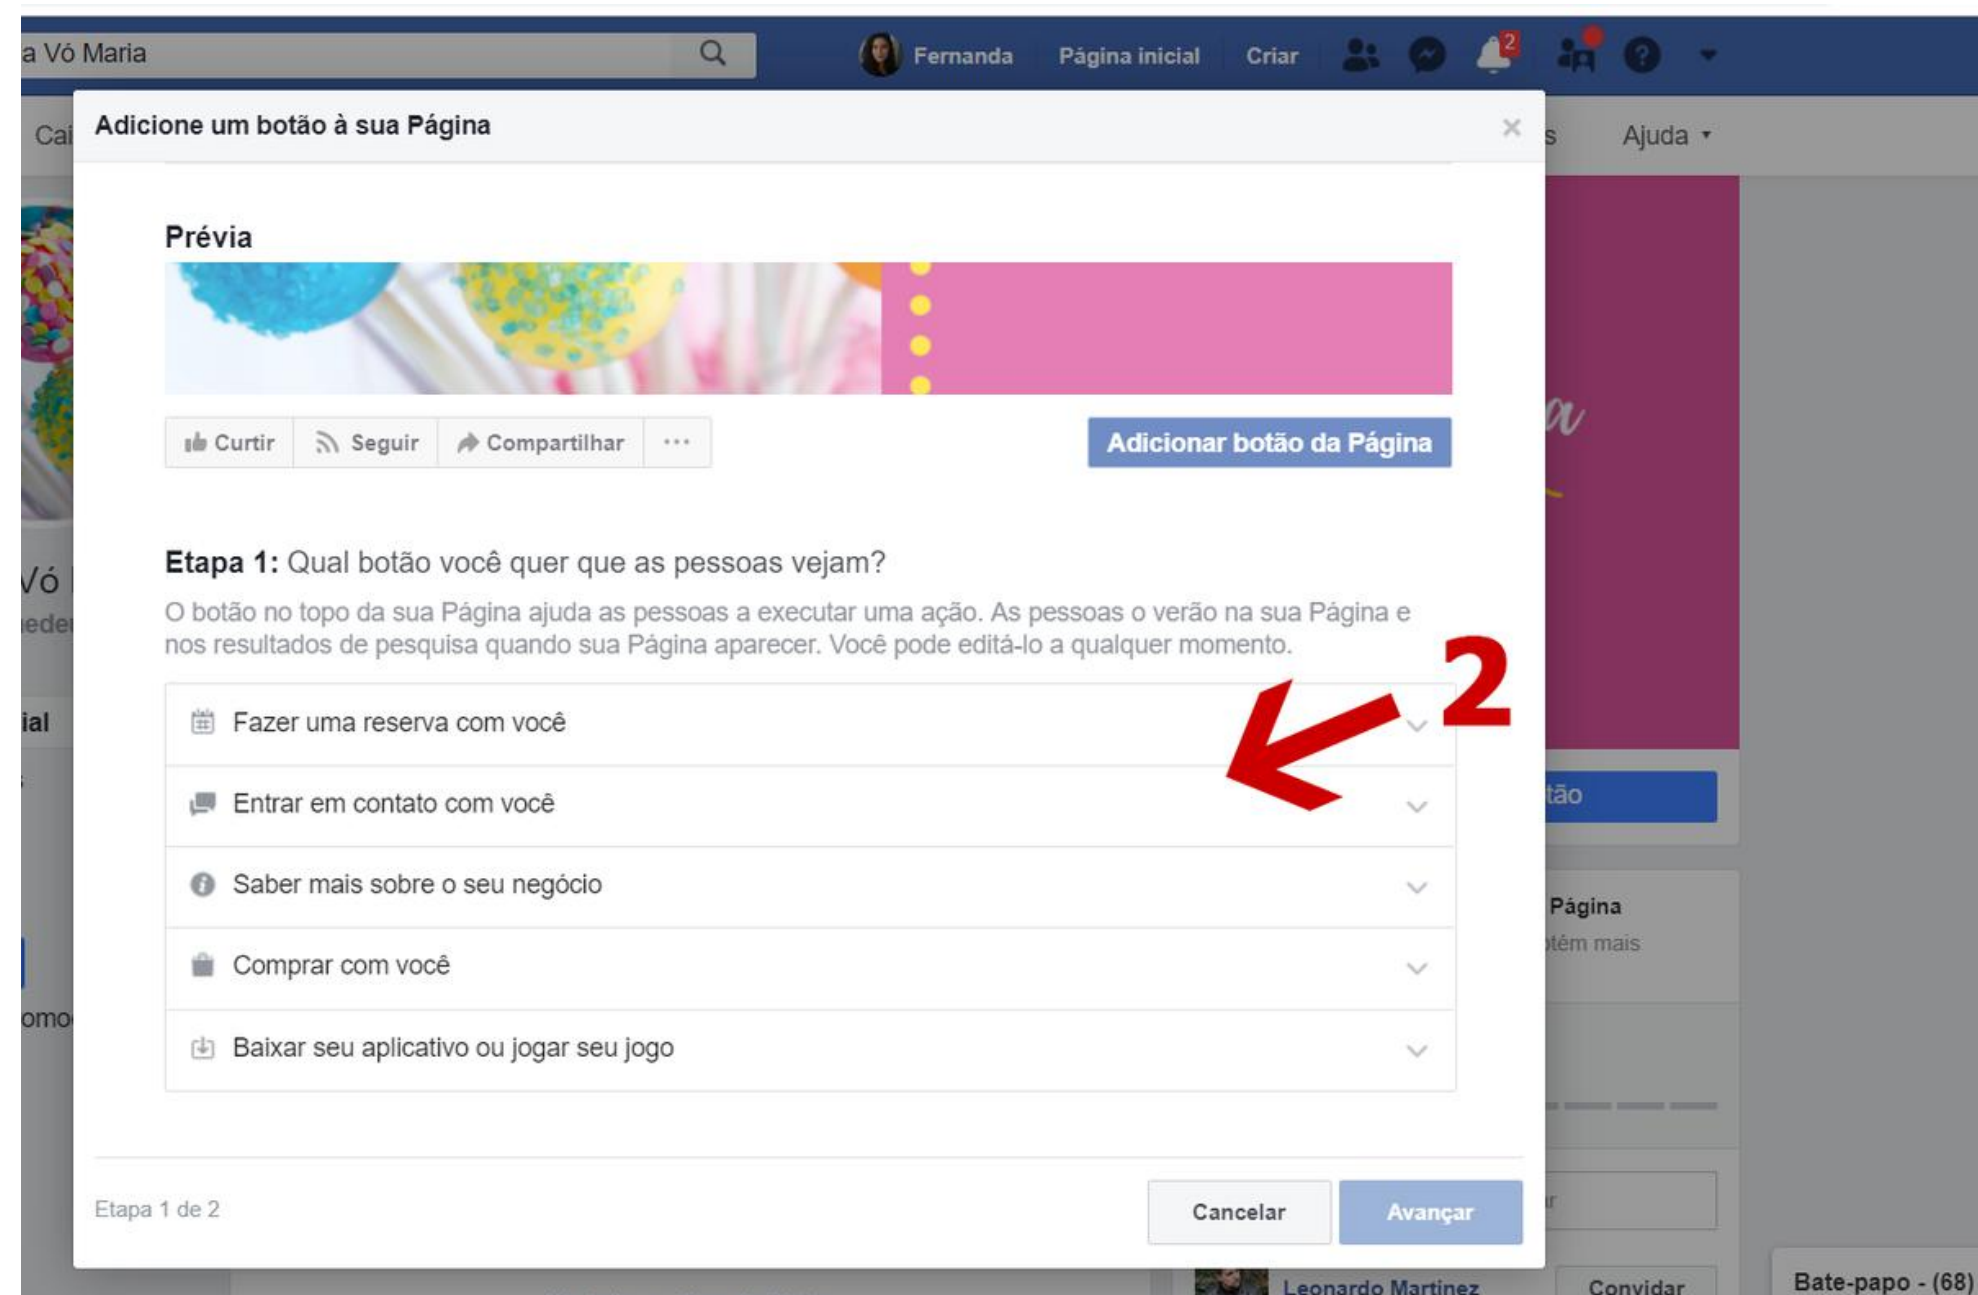 a Vó Maria
Fernanda
Página inicial
Criar
2
Adicione um botão à sua Página
×
Ajuda
Prévia
Curtir
Seguir
Compartilhar
...
Adicionar botão da Página
Etapa 1: Qual botão você quer que as pessoas vejam?
O botão no topo da sua Página ajuda as pessoas a executar uma ação. As pessoas o verão na sua Página e
nos resultados de pesquisa quando sua Página aparecer. Você pode editá-lo a qualquer momento.
2
Vó
ial
Fazer uma reserva com você
Entrar em contato com você
tão
Saber mais sobre o seu negócio
Página
mais
Comprar com você
Baixar seu aplicativo ou jogar seu jogo
Etapa 1 de 2
Cancelar
Avançar
Leonardo Martinez
Convidar
Bate-papo - (68)